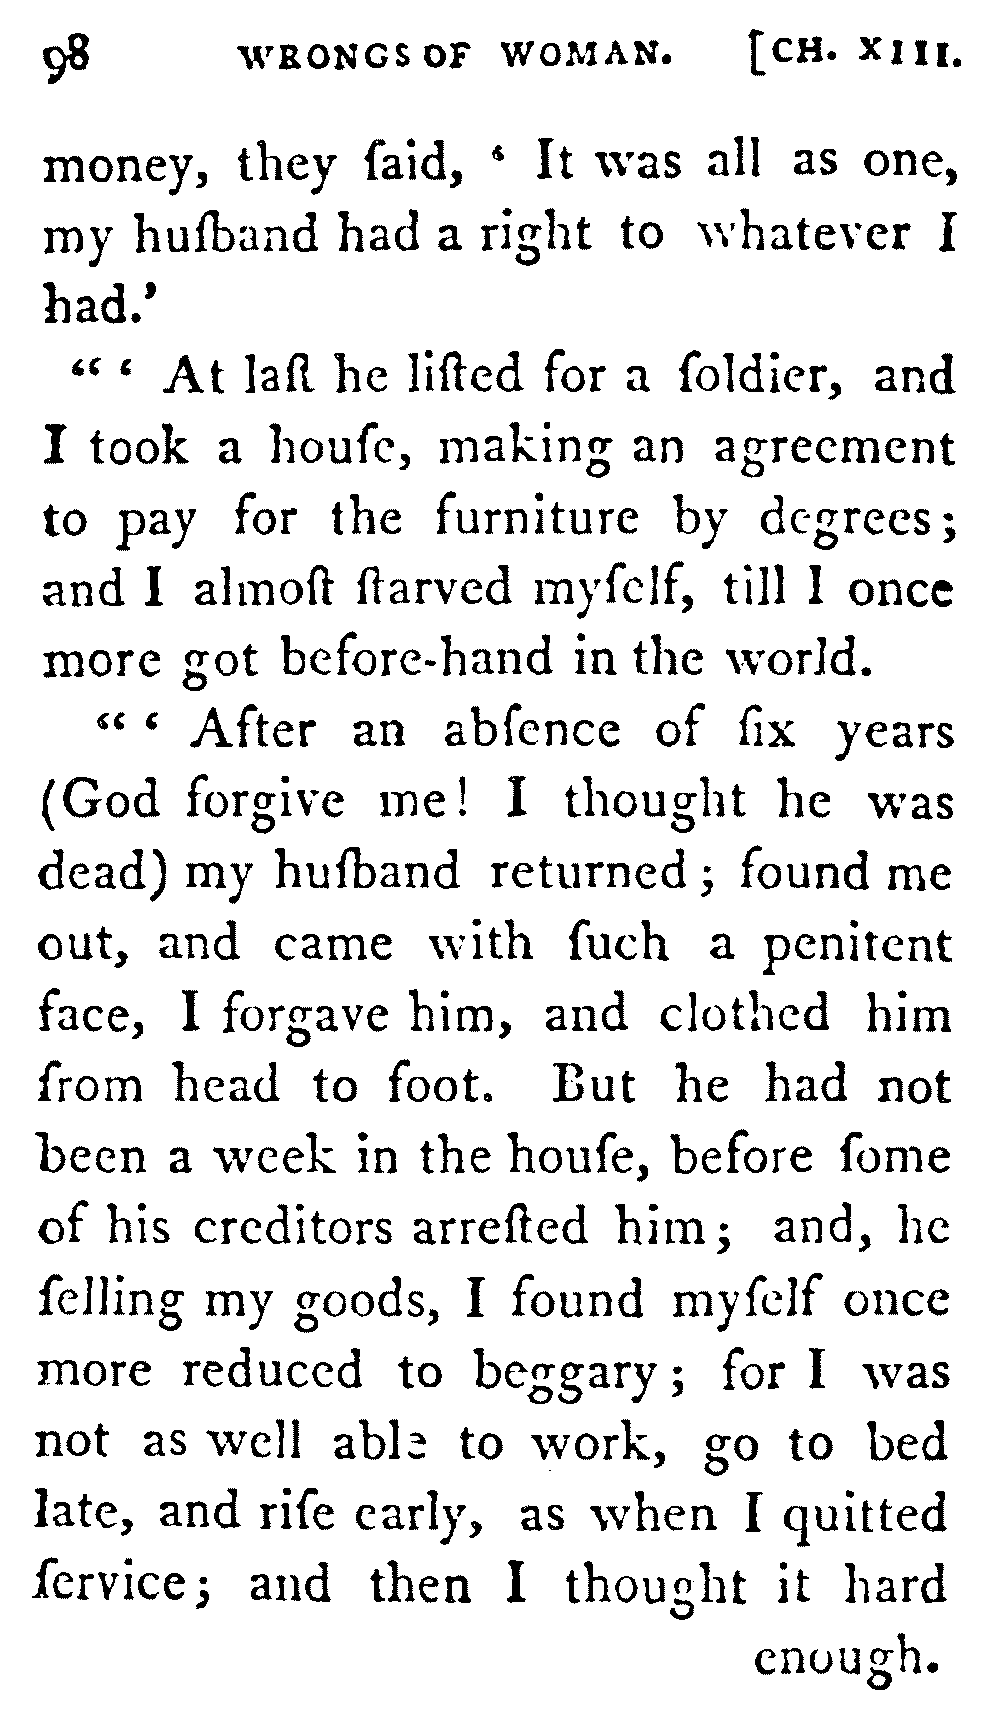 98 WRONGS OF WOMAN. [CH. XIII.
money, they ſaid, ‘ It was all as one,
my huſband had a right to whatever I
had.’
“ ‘ At laſt he liſted for a ſoldier, and
I took a houſe, making an agreement
to pay for the furniture by degrees;
and I almoſt ſtarved myſelf, till I once
more got before-hand in the world.
“ ‘ After an abſence of ſix years
(God forgive me! I thought he was
dead) my huſband returned; found me
out, and came with ſuch a penitent
face, I forgave him, and clothed him
from head to foot. But he had not
been a week in the houſe, before ſome
of his creditors arreſted him; and, he
ſelling my goods, I found myſelf once
more reduced to beggary; for I was
not as well able to work, go to bed
late, and riſe early, as when I quitted
ſervice; and then I thought it hard
enough.